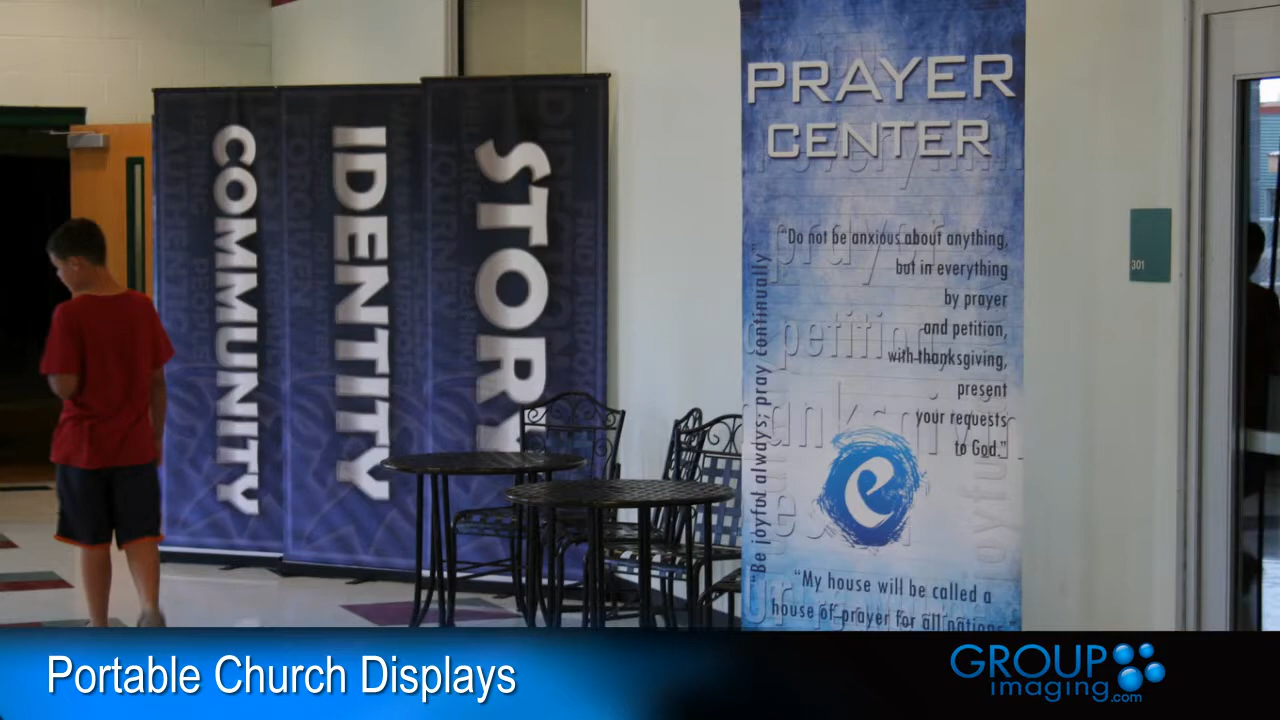 COMMUNITY
IDENTITY
STORY
PRAYER
CENTER
"Do not be anxious about anything,
but in everything
by prayer
and petition,
with thanksgiving,
present
your requests
to God."
"Be joyful always; pray continually"
e
"My house will be called a
house of prayer for all nations."
301
Portable Church Displays
GROUP
imaging.com